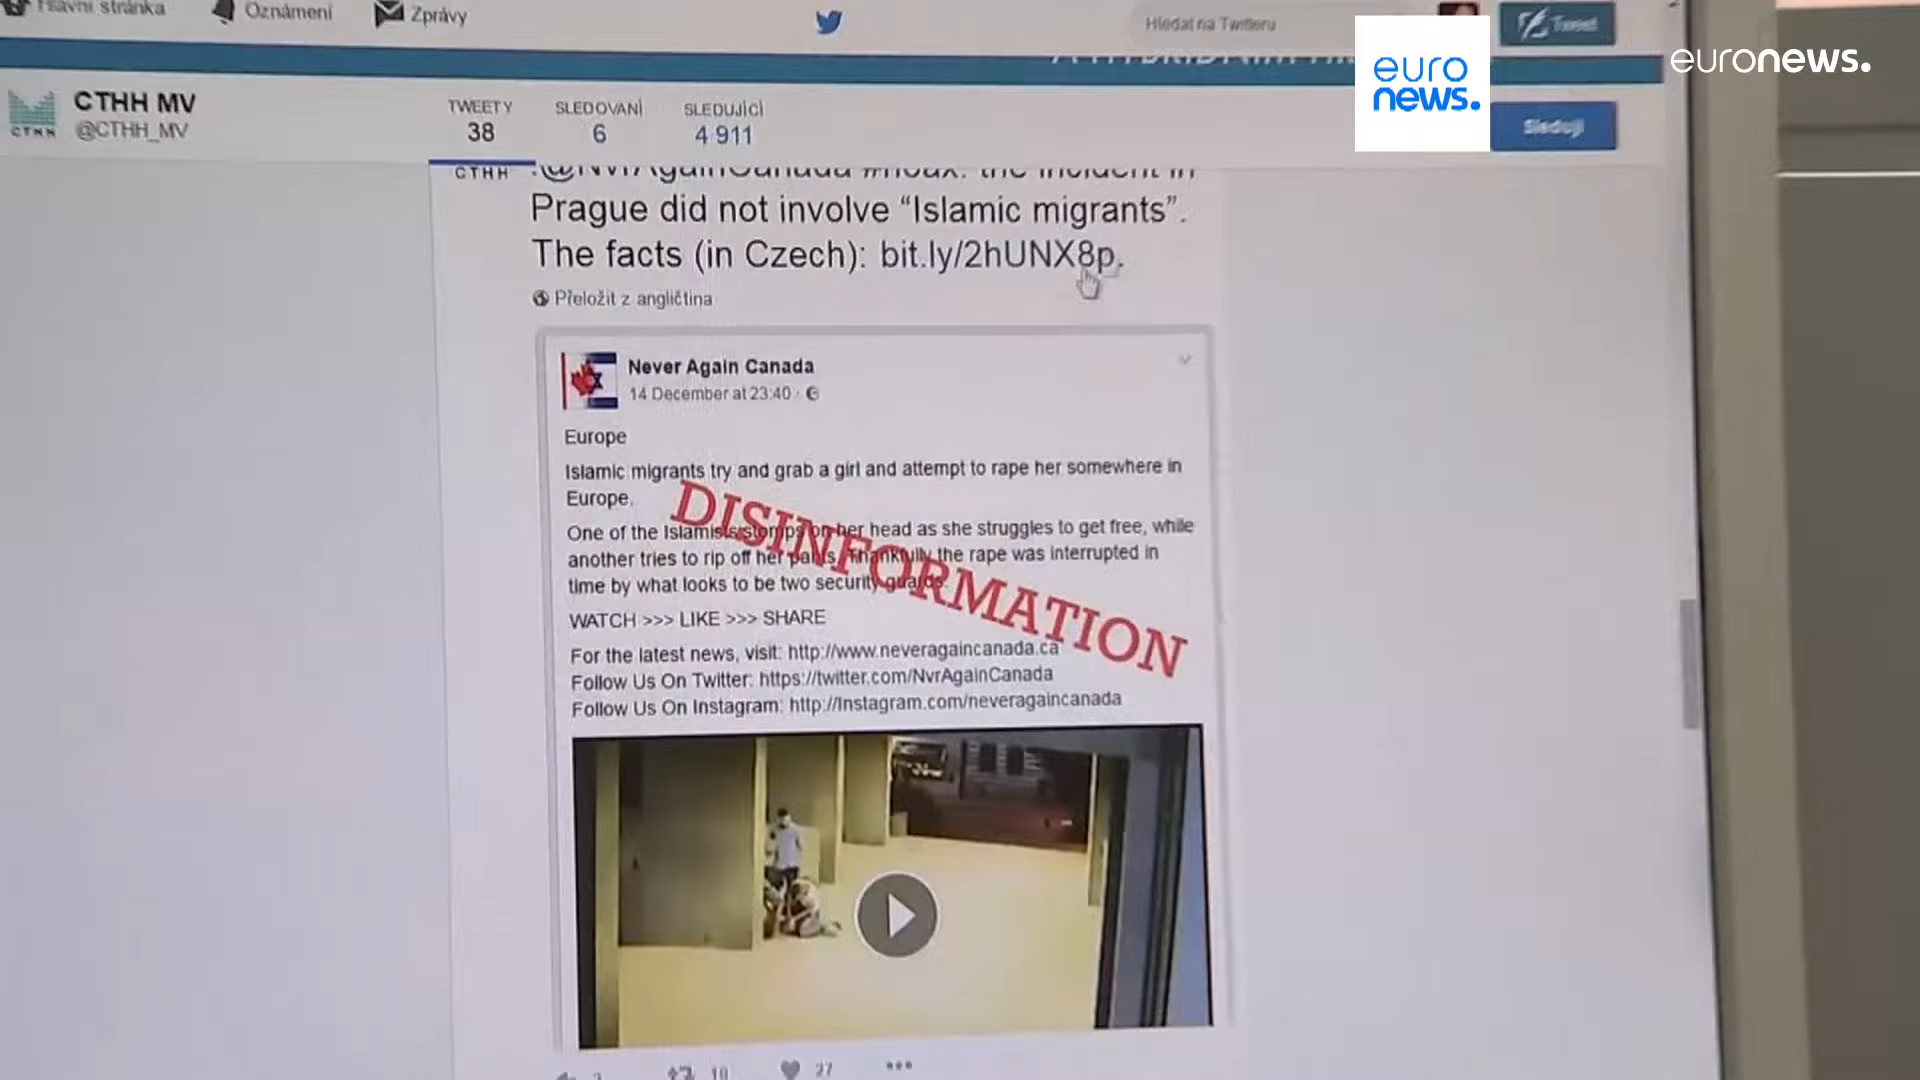 Hlavní stránka
Oznámení
Zprávy
Hledat na Twitteru
Tweet
euro
news.
euronews.
CTHH MV
@CTHH_MV
CTHH
TWEETY
38
SLEDOVANÍ
6
SLEDUJÍCÍ
4 911
Sleduji
CTHH
.@NvrAgainCanada #hoax: the incident in
Prague did not involve “Islamic migrants”.
The facts (in Czech): bit.ly/2hUNX8p.
Přeložit z angličtina
Never Again Canada
14 December at 23:40 ·
Europe
Islamic migrants try and grab a girl and attempt to rape her somewhere in
Europe.
One of the Islamists stomps on her head as she struggles to get free, while
another tries to rip off her pants. Thankfully the rape was interrupted in
time by what looks to be two security guards.
DISINFORMATION
WATCH >>> LIKE >>> SHARE
For the latest news, visit: http://www.neveragaincanada.ca
Follow Us On Twitter: https://twitter.com/NvrAgainCanada
Follow Us On Instagram: http://Instagram.com/neveragaincanada
27